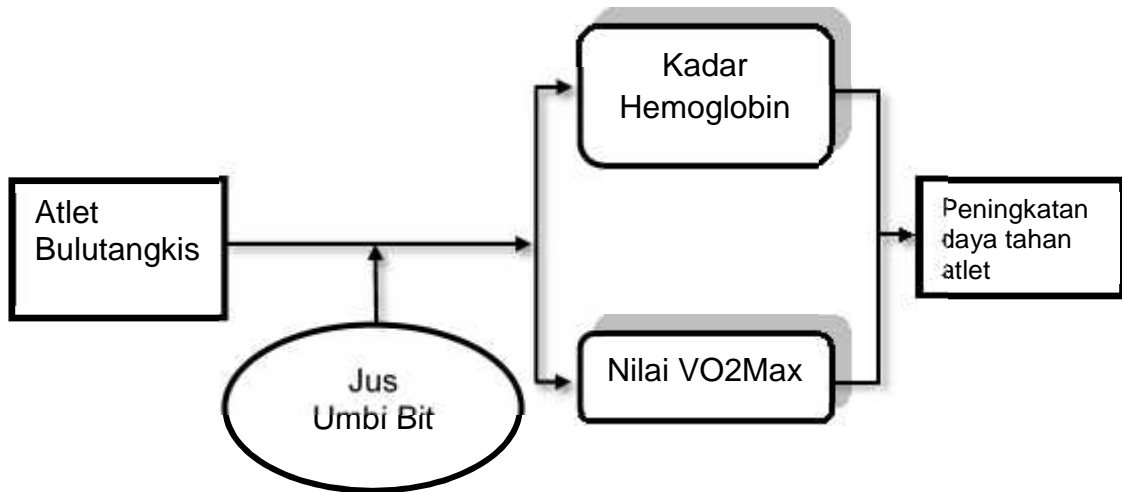 Kadar
Hemoglobin
Atlet
Bulutangkis
Peningkatan
daya tahan
atlet
Nilai VO2Max
Jus
Umbi Bit